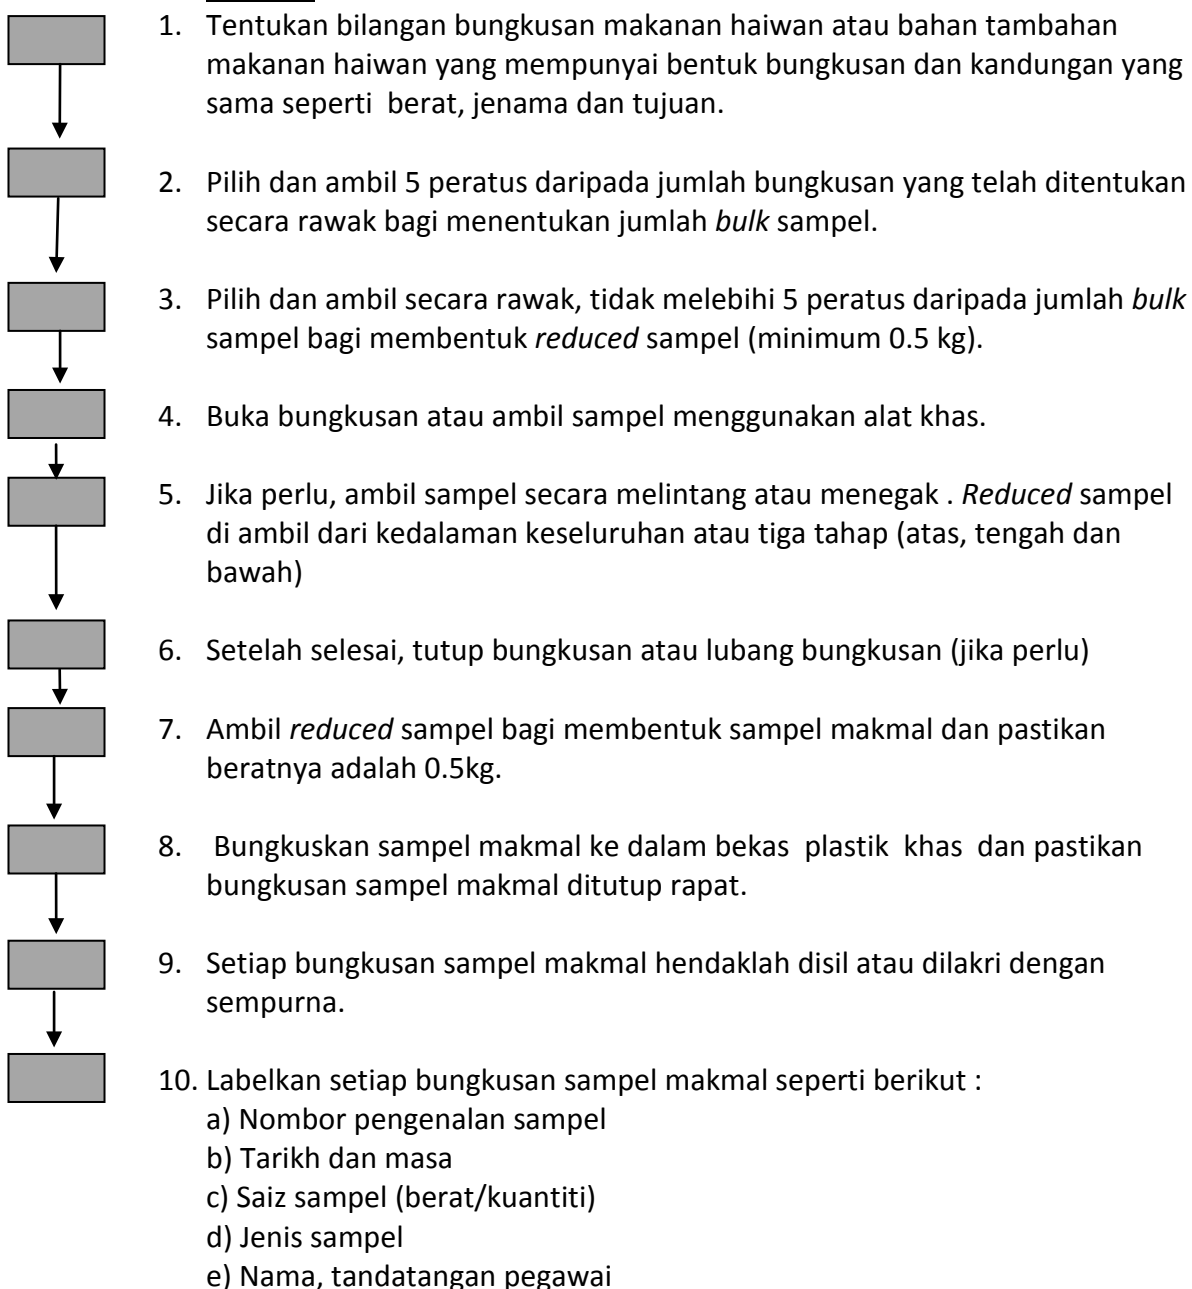 1. Tentukan bilangan bungkusan makanan haiwan atau bahan tambahan
makanan haiwan yang mempunyai bentuk bungkusan dan kandungan yang
sama seperti berat, jenama dan tujuan.
2. Pilih dan ambil 5 peratus daripada jumlah bungkusan yang telah ditentukan
secara rawak bagi menentukan jumlah bulk sampel.
3. Pilih dan ambil secara rawak, tidak melebihi 5 peratus daripada jumlah bulk
sampel bagi membentuk reduced sampel (minimum 0.5 kg).
4. Buka bungkusan atau ambil sampel menggunakan alat khas.
5. Jika perlu, ambil sampel secara melintang atau menegak . Reduced sampel
di ambil dari kedalaman keseluruhan atau tiga tahap (atas, tengah dan
bawah)
6. Setelah selesai, tutup bungkusan atau lubang bungkusan (jika perlu)
7. Ambil reduced sampel bagi membentuk sampel makmal dan pastikan
beratnya adalah 0.5kg.
8. Bungkuskan sampel makmal ke dalam bekas plastik khas dan pastikan
bungkusan sampel makmal ditutup rapat.
9. Setiap bungkusan sampel makmal hendaklah disil atau dilakri dengan
sempurna.
10. Labelkan setiap bungkusan sampel makmal seperti berikut :
a) Nombor pengenalan sampel
b) Tarikh dan masa
c) Saiz sampel (berat/kuantiti)
d) Jenis sampel
e) Nama, tandatangan pegawai